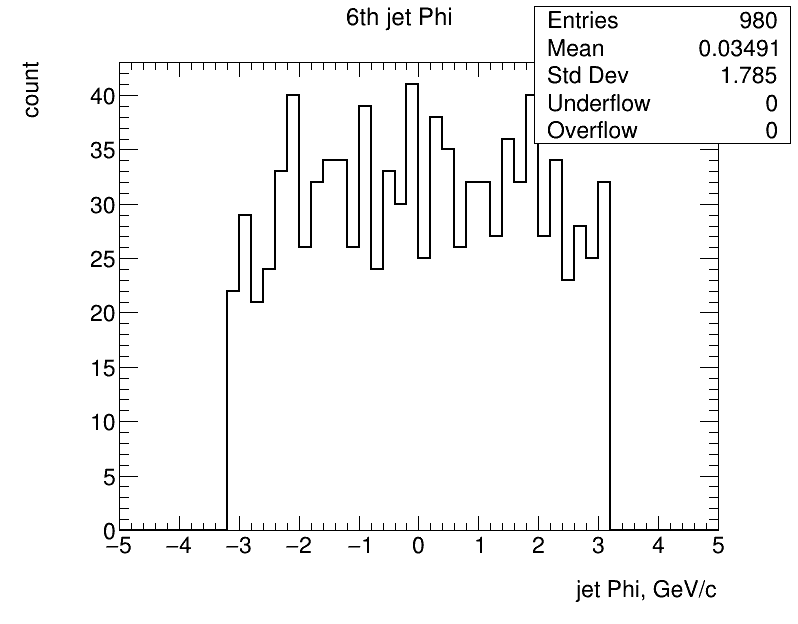 6th jet Phi
Entries 980
Mean 0.03491
Std Dev 1.785
Underflow 0
Overflow 0
count
40
35
30
25
20
15
10
5
0
−5 −4 −3 −2 −1 0 1 2 3 4 5
jet Phi, GeV/c